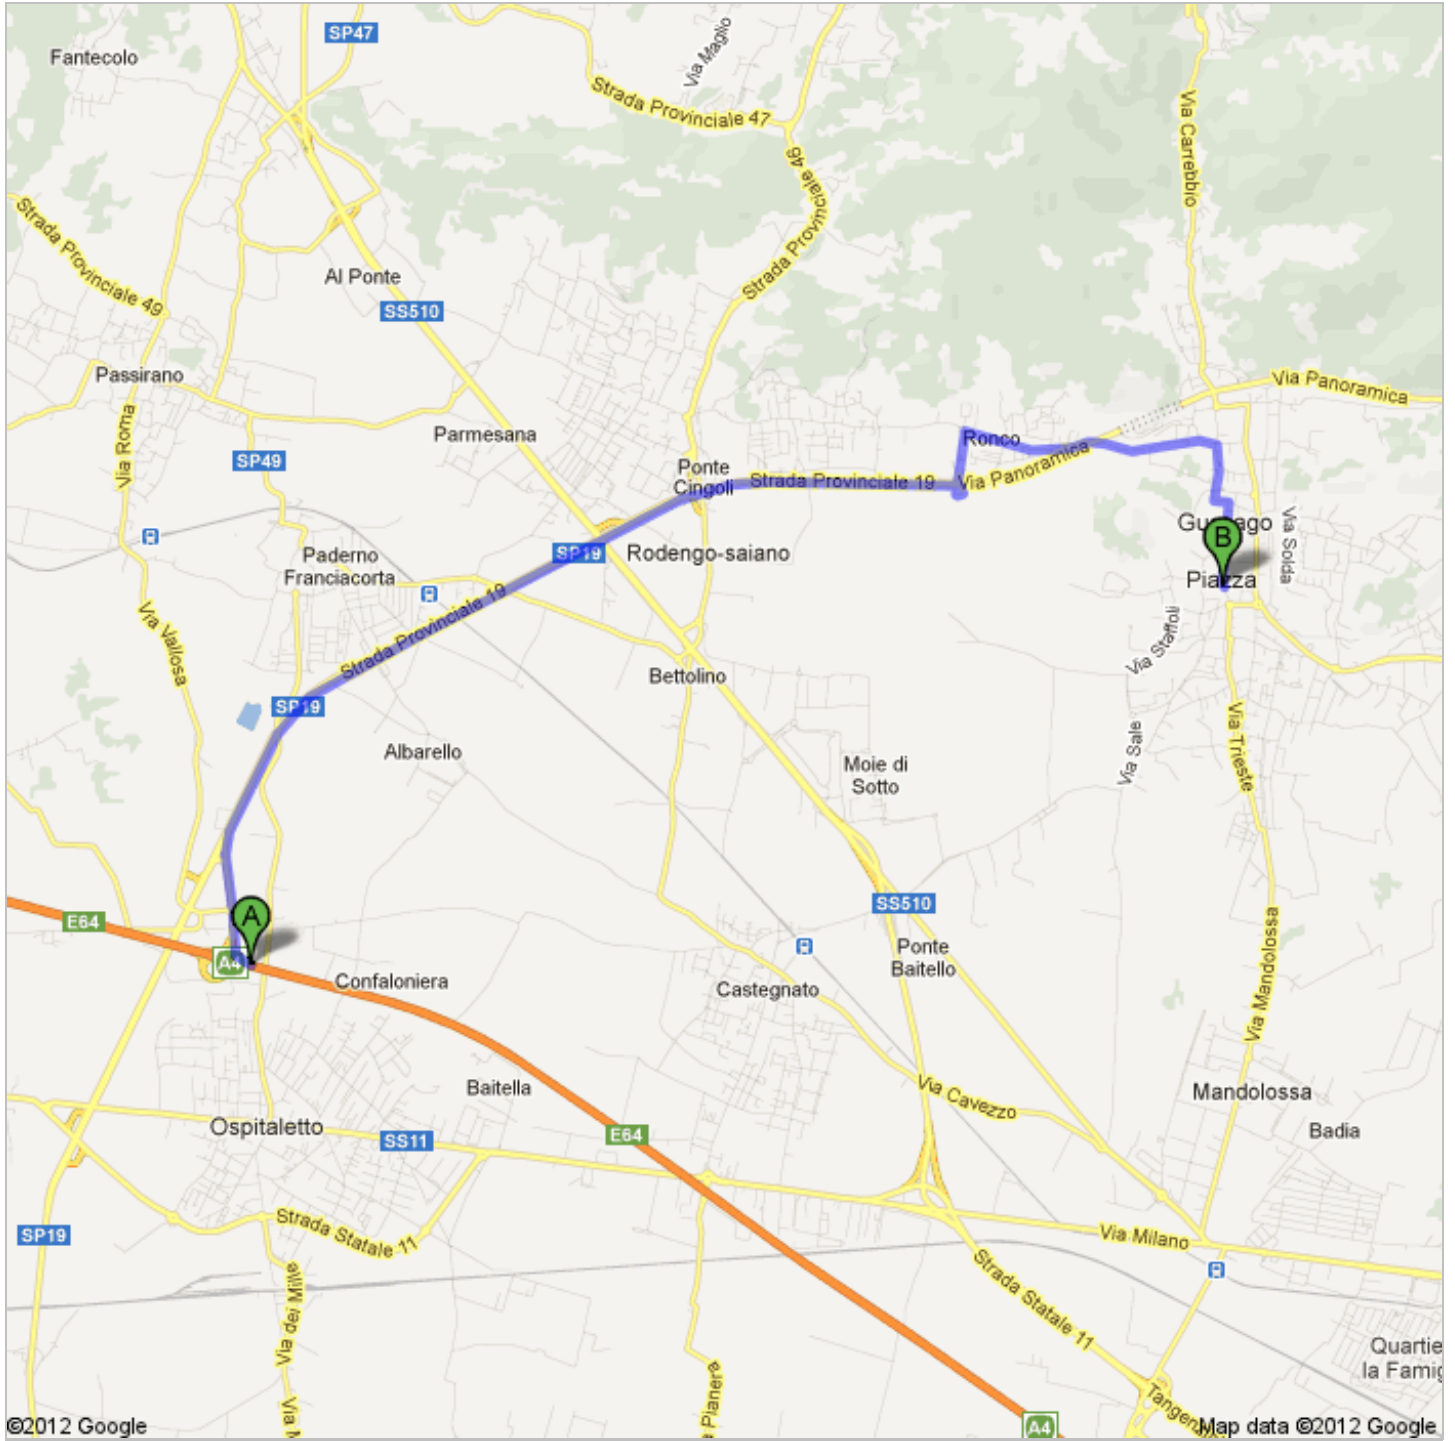 SP47
Fantecolo
Via Maglio
Strada Provinciale 47
Via Carrebbio
Strada Provinciale 46
Strada Provinciale 49
Al Ponte
SS510
Passirano
Via Panoramica
Via Roma
Parmesana
Ronco
SP49
Ponte
Cingoli
Strada Provinciale 19
Via Panoramica
B
Piazza
Via Solda
SP19
Rodengo-saiano
Paderno
Franciacorta
Strada Provinciale 19
Via Vallosa
Via Staffoli
Bettolino
SP19
Albarello
Via Sale
Via Trieste
Moie di
Sotto
A
E64
SS510
A4
Confaloniera
Ponte
Baitello
Castegnato
Via Mandolossa
Baitella
Via Cavezzo
Mandolossa
Ospitaletto
SS11
E64
Badia
Strada Statale 11
SP19
Via Milano
Strada Statale 11
Via dei Mille
Quartie
la Famig
Pianera
Via
Tangen
A4
©2012 Google
Map data ©2012 Google